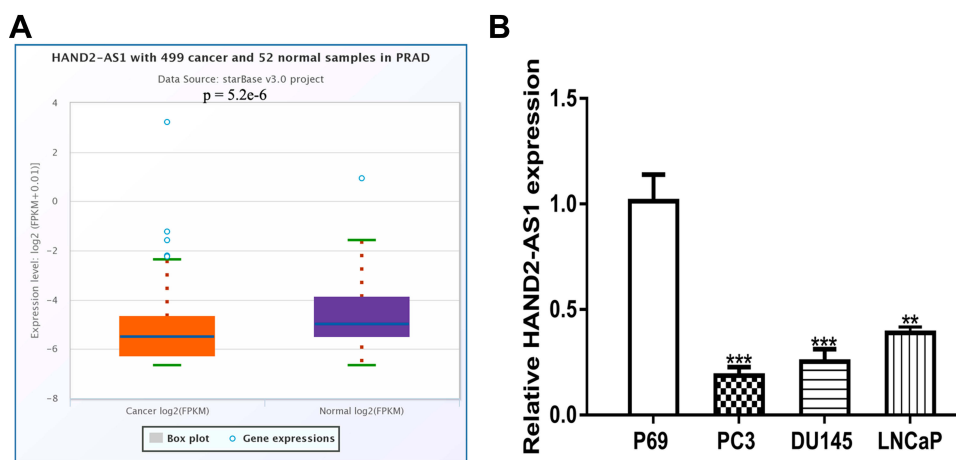 A
HAND2-AS1 with 499 cancer and 52 normal samples in PRAD
Data Source: starBase v3.0 project
p = 5.2e-6
Expression level: log2 (FPKM+0.01)]
4
2
0
−2
−4
−6
−8
Cancer log2(FPKM)
Normal log2(FPKM)
Box plot
Gene expressions
B
Relative HAND2-AS1 expression
1.5
1.0
0.5
0.0
***
***
**
P69
PC3
DU145
LNCaP